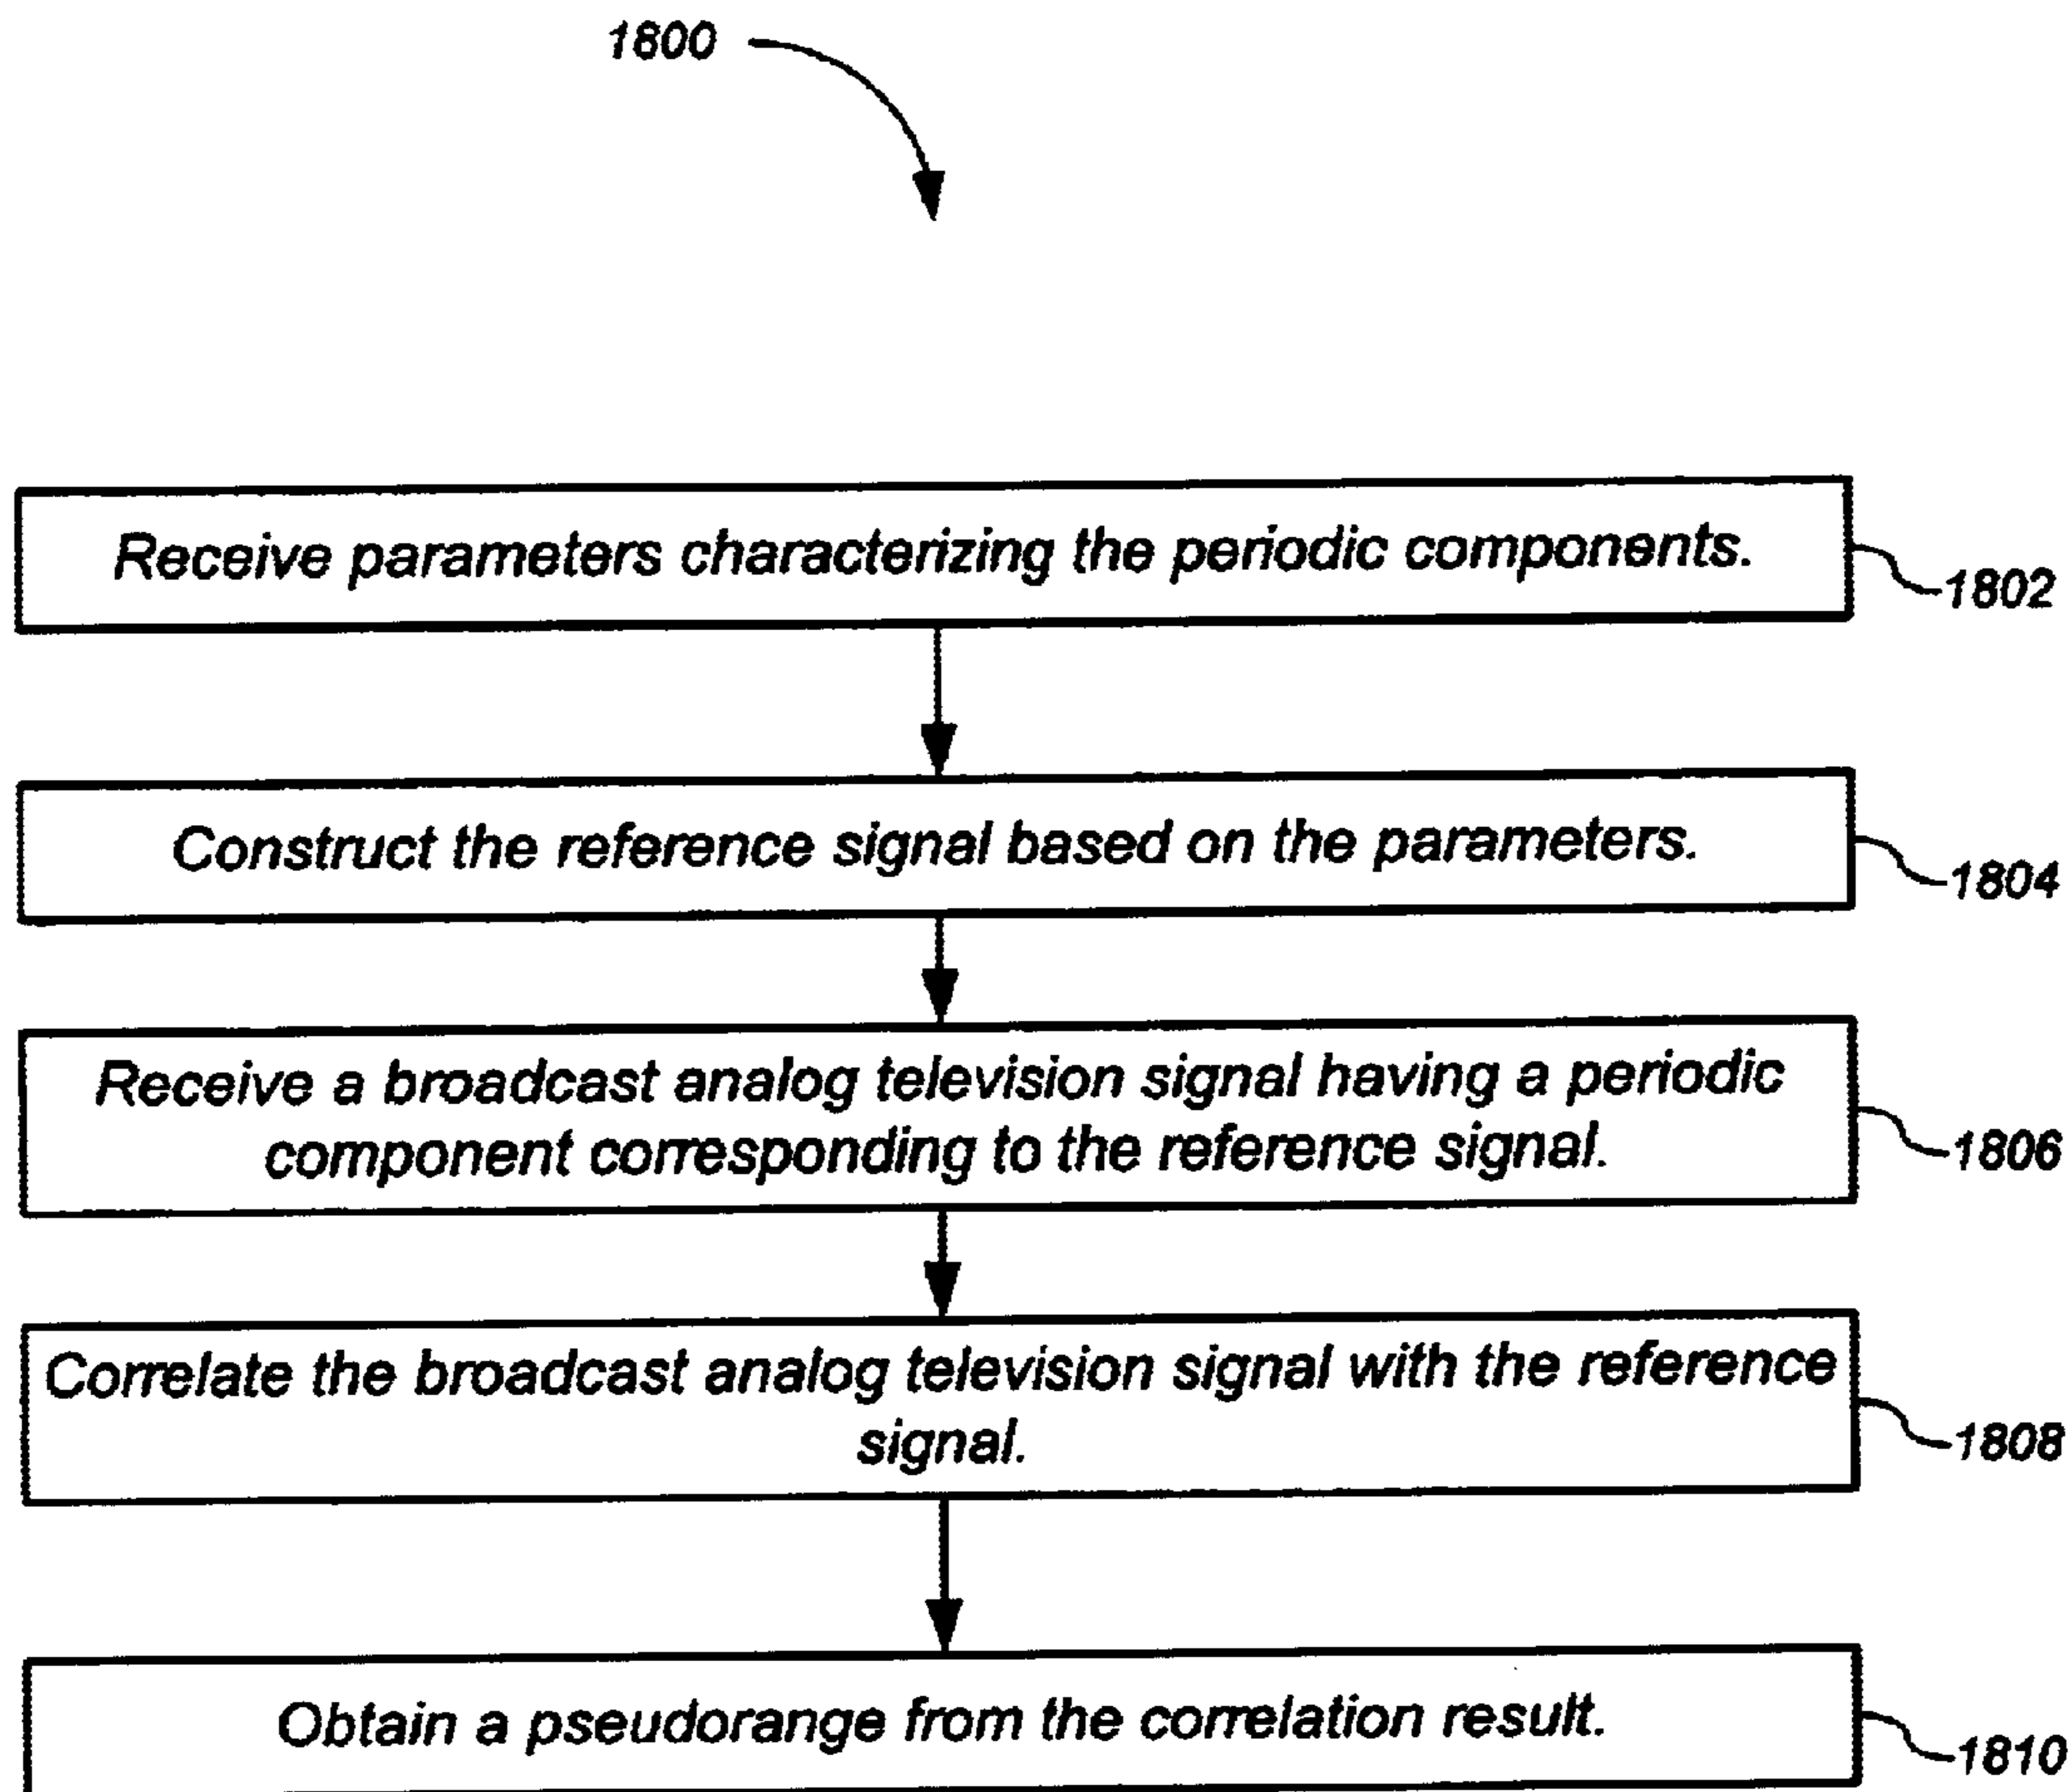 1800
Receive parameters characterizing the periodic components.
1802
Construct the reference signal based on the parameters.
1804
Receive a broadcast analog television signal having a periodic
component corresponding to the reference signal.
1806
Correlate the broadcast analog television signal with the reference
signal.
1808
Obtain a pseudorange from the correlation result.
1810